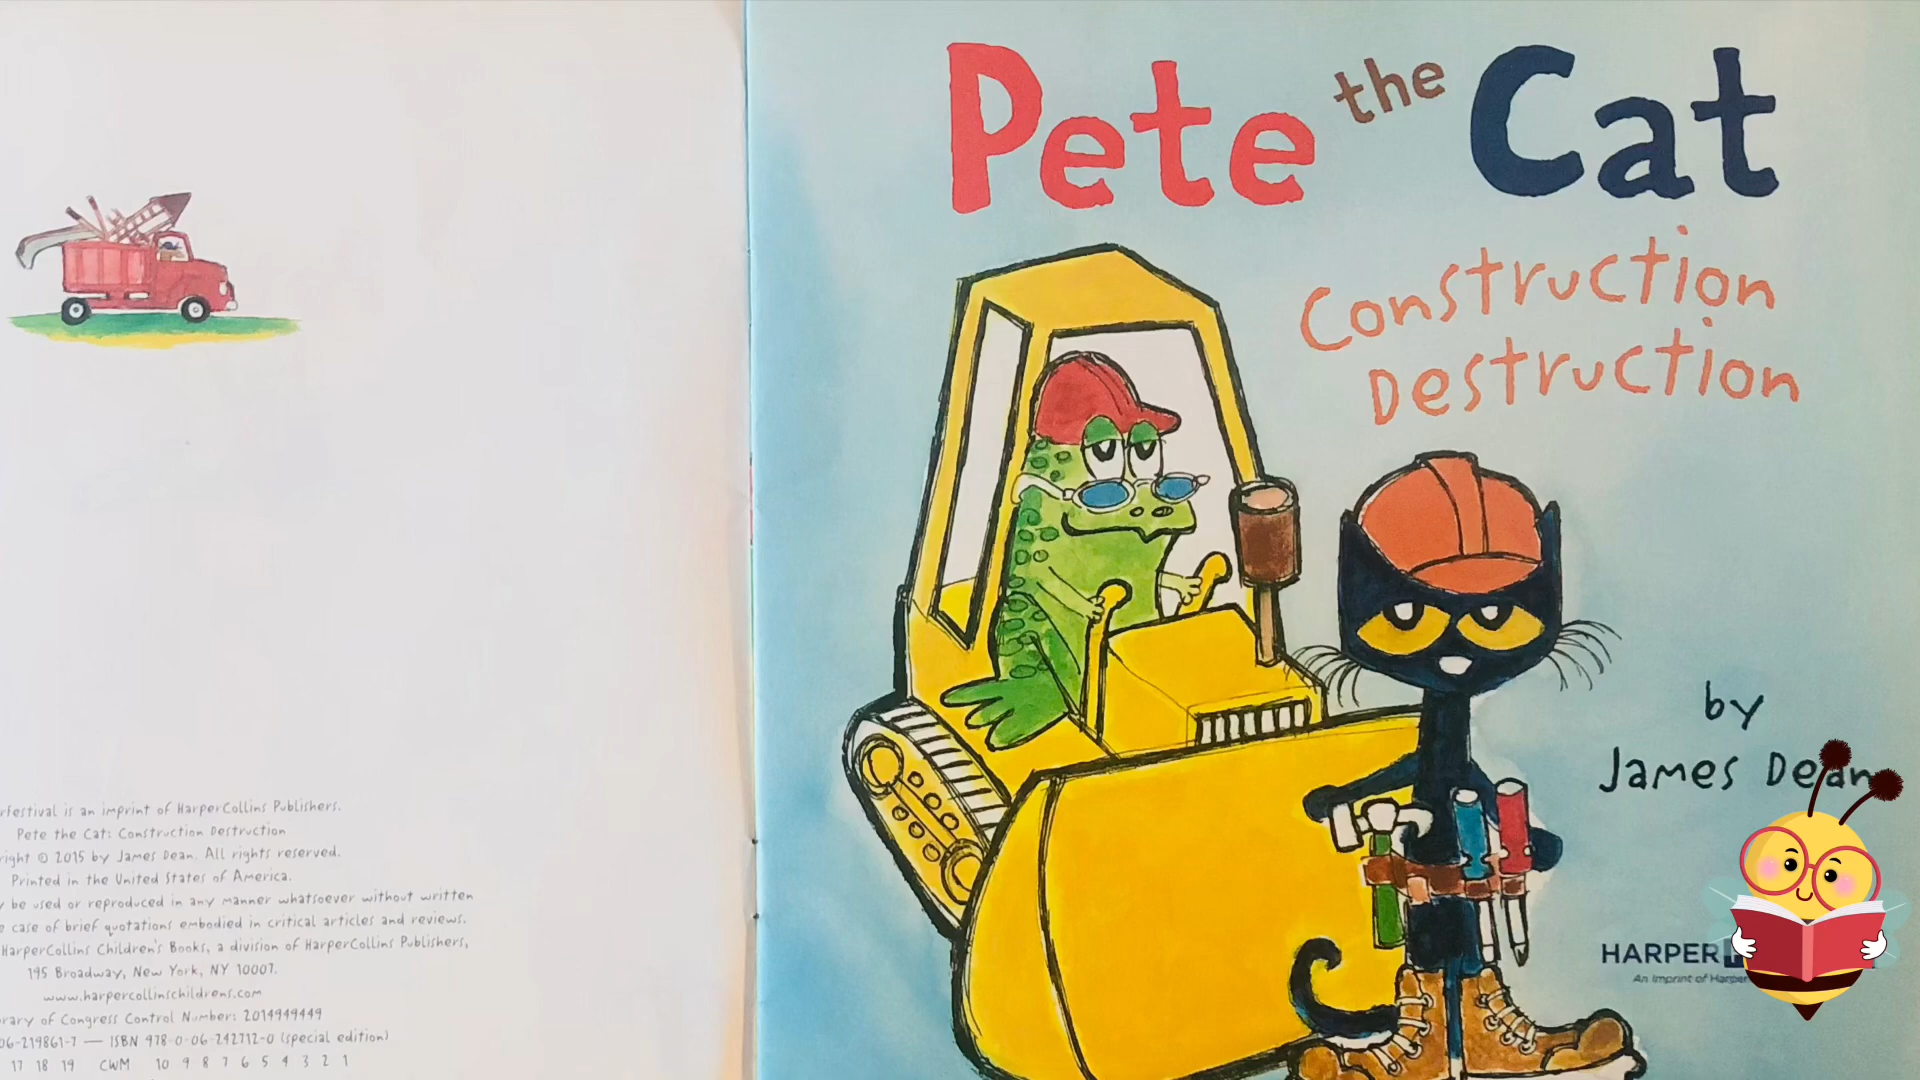 rfestival is an imprint of HarperCollins Publishers.
Pete the Cat: Construction Destruction
right © 2015 by James Dean. All rights reserved.
Printed in the United States of America.
be used or reproduced in any manner whatsoever without written
case of brief quotations embodied in critical articles and reviews.
HarperCollins Children's Books, a division of HarperCollins Publishers,
195 Broadway, New York, NY 10007.
www.harpercollinschildrens.com
rary of Congress Control Number: 2014949449
06-219861-7 — ISBN 978-0-06-242712-0 (special edition)
17 18 19 CWM 10 9 8 7 6 5 4 3 2 1
Pete the Cat
Construction
Destruction
by
James Dean
HARPER
An Imprint of Harper